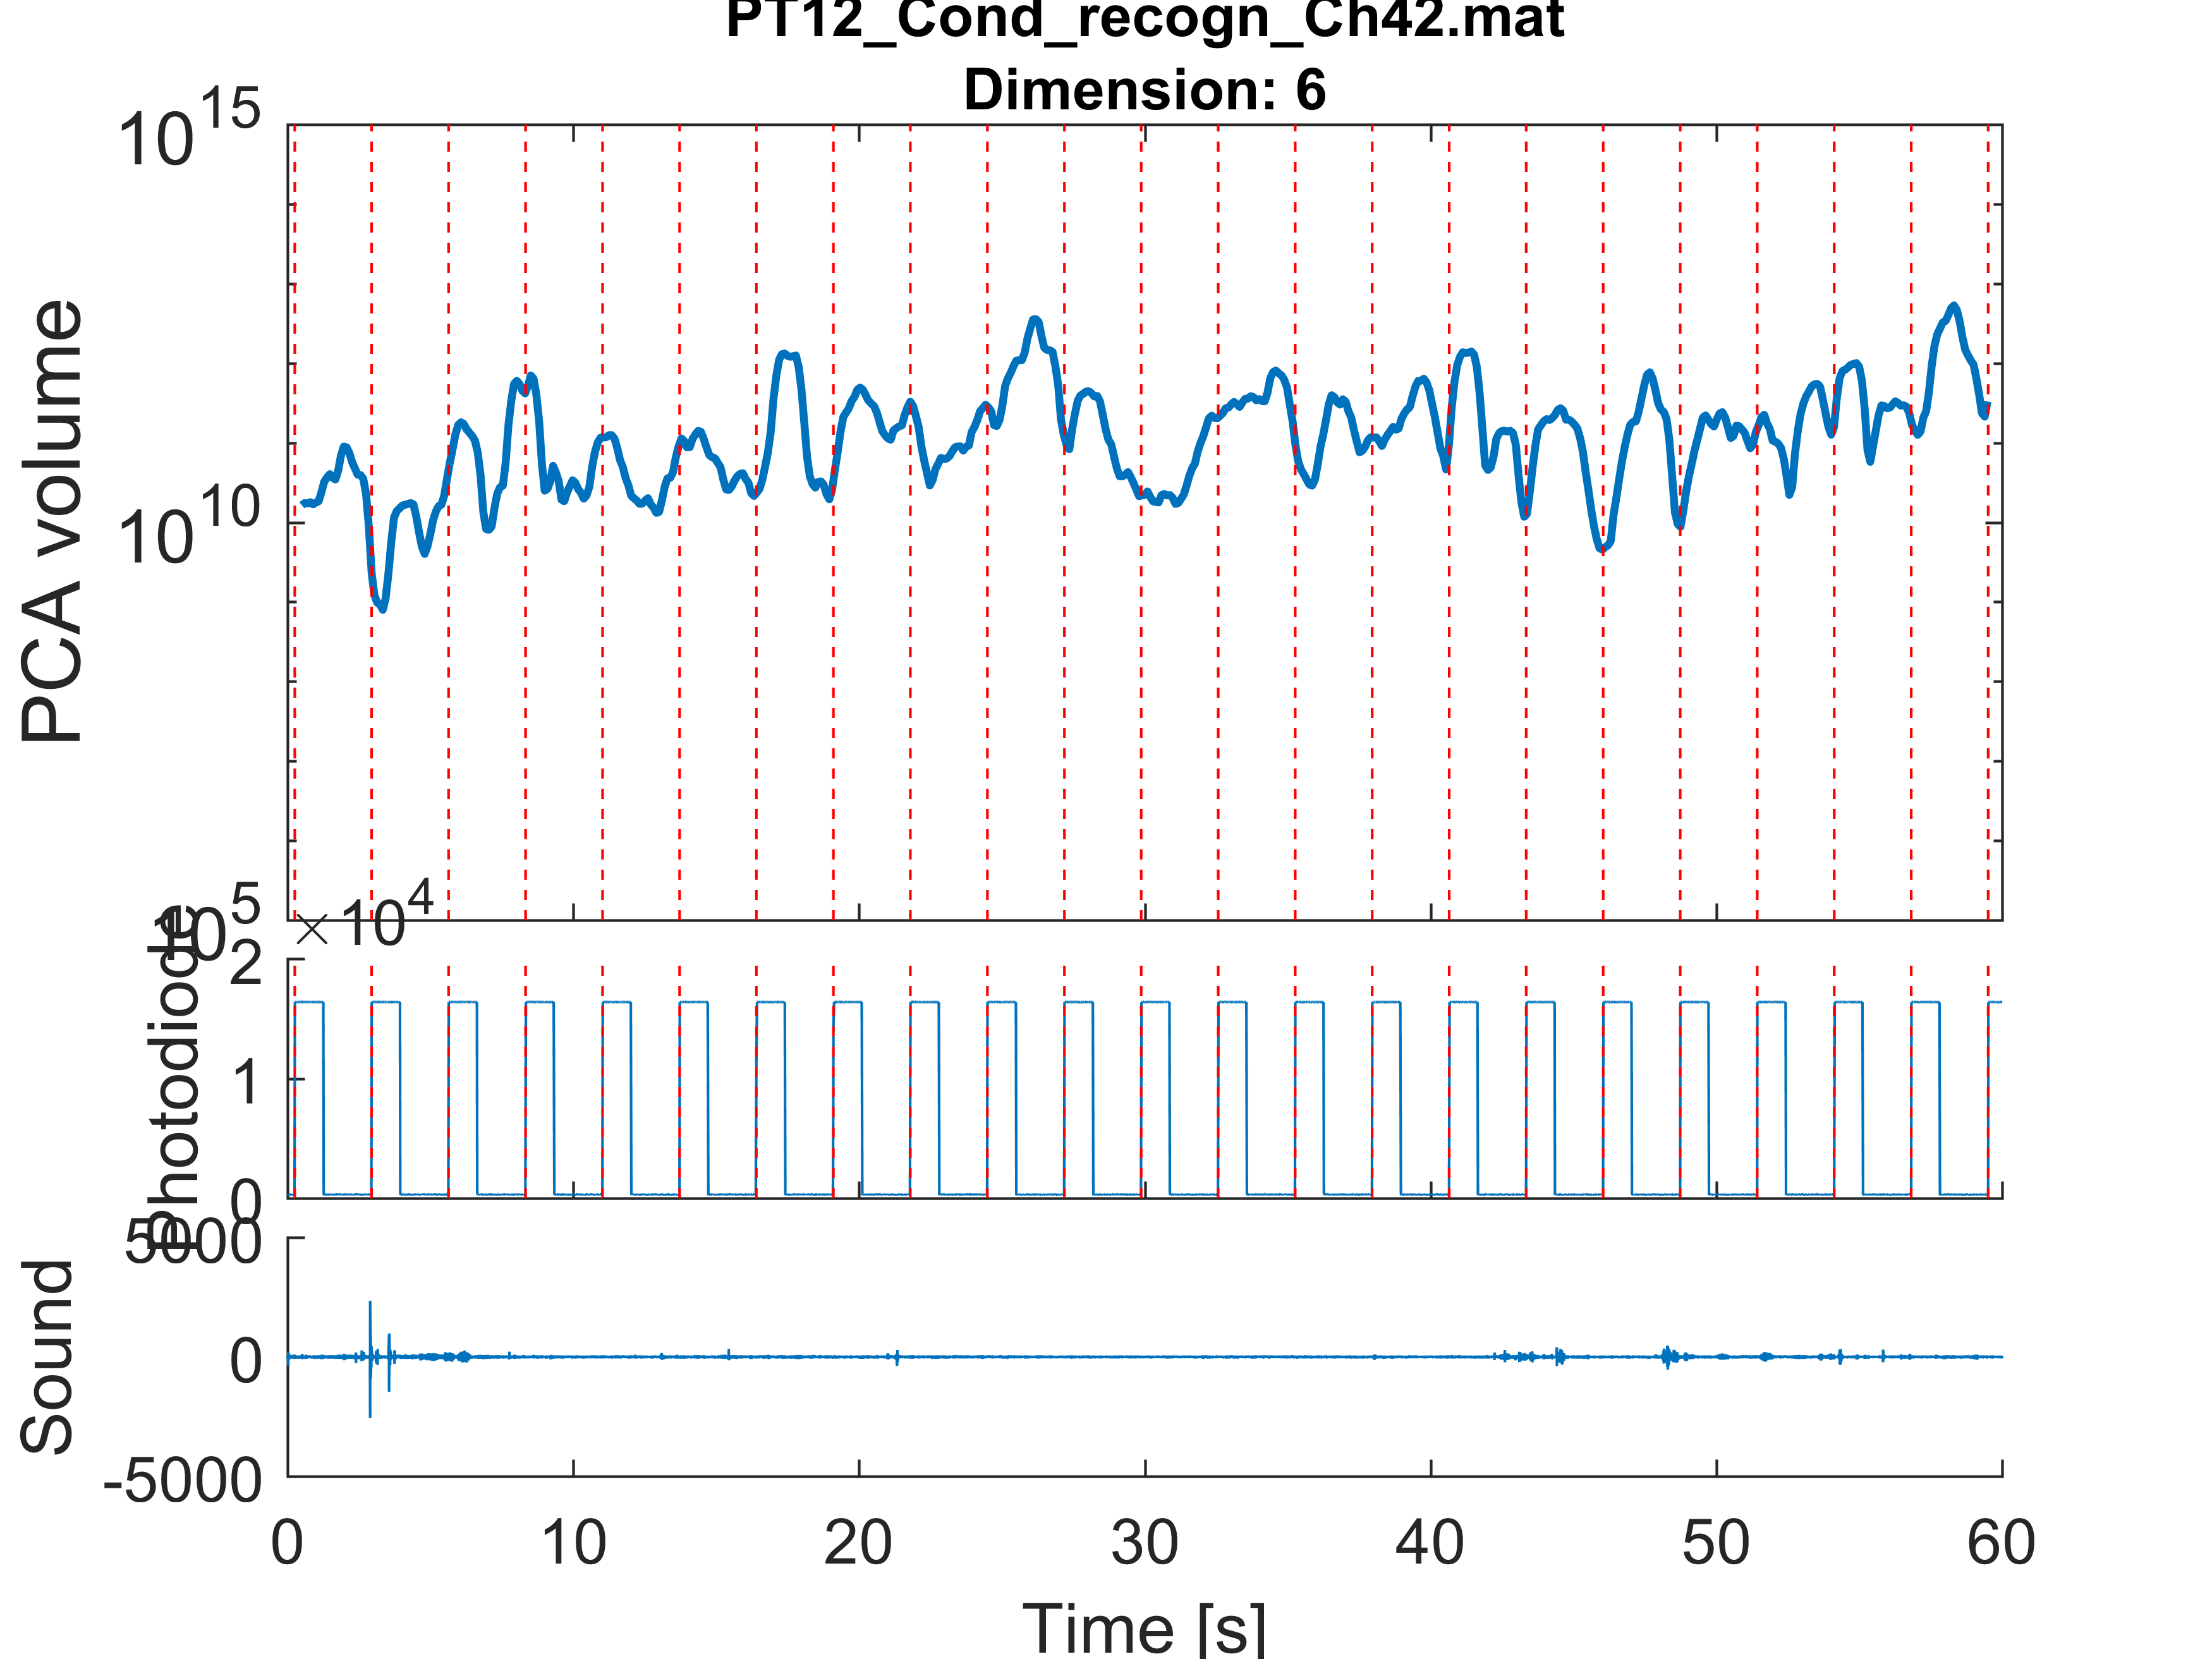 PT12_Cond_recogn_Ch42.mat
Dimension: 6
10^15
10^10
10^5
PCA volume
×10^4
2
1
0
Photodiode
5000
0
-5000
Sound
0 10 20 30 40 50 60
Time [s]